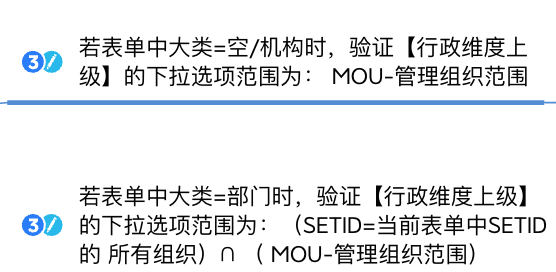 若表单中大类=空/机构时，验证【行政维度上
3 级】的下拉选项范围为： MOU-管理组织范围
若表单中大类=部门时，验证【行政维度上级】
3 的下拉选项范围为：（SETID=当前表单中SETID
的 所有组织）∩ （ MOU-管理组织范围）